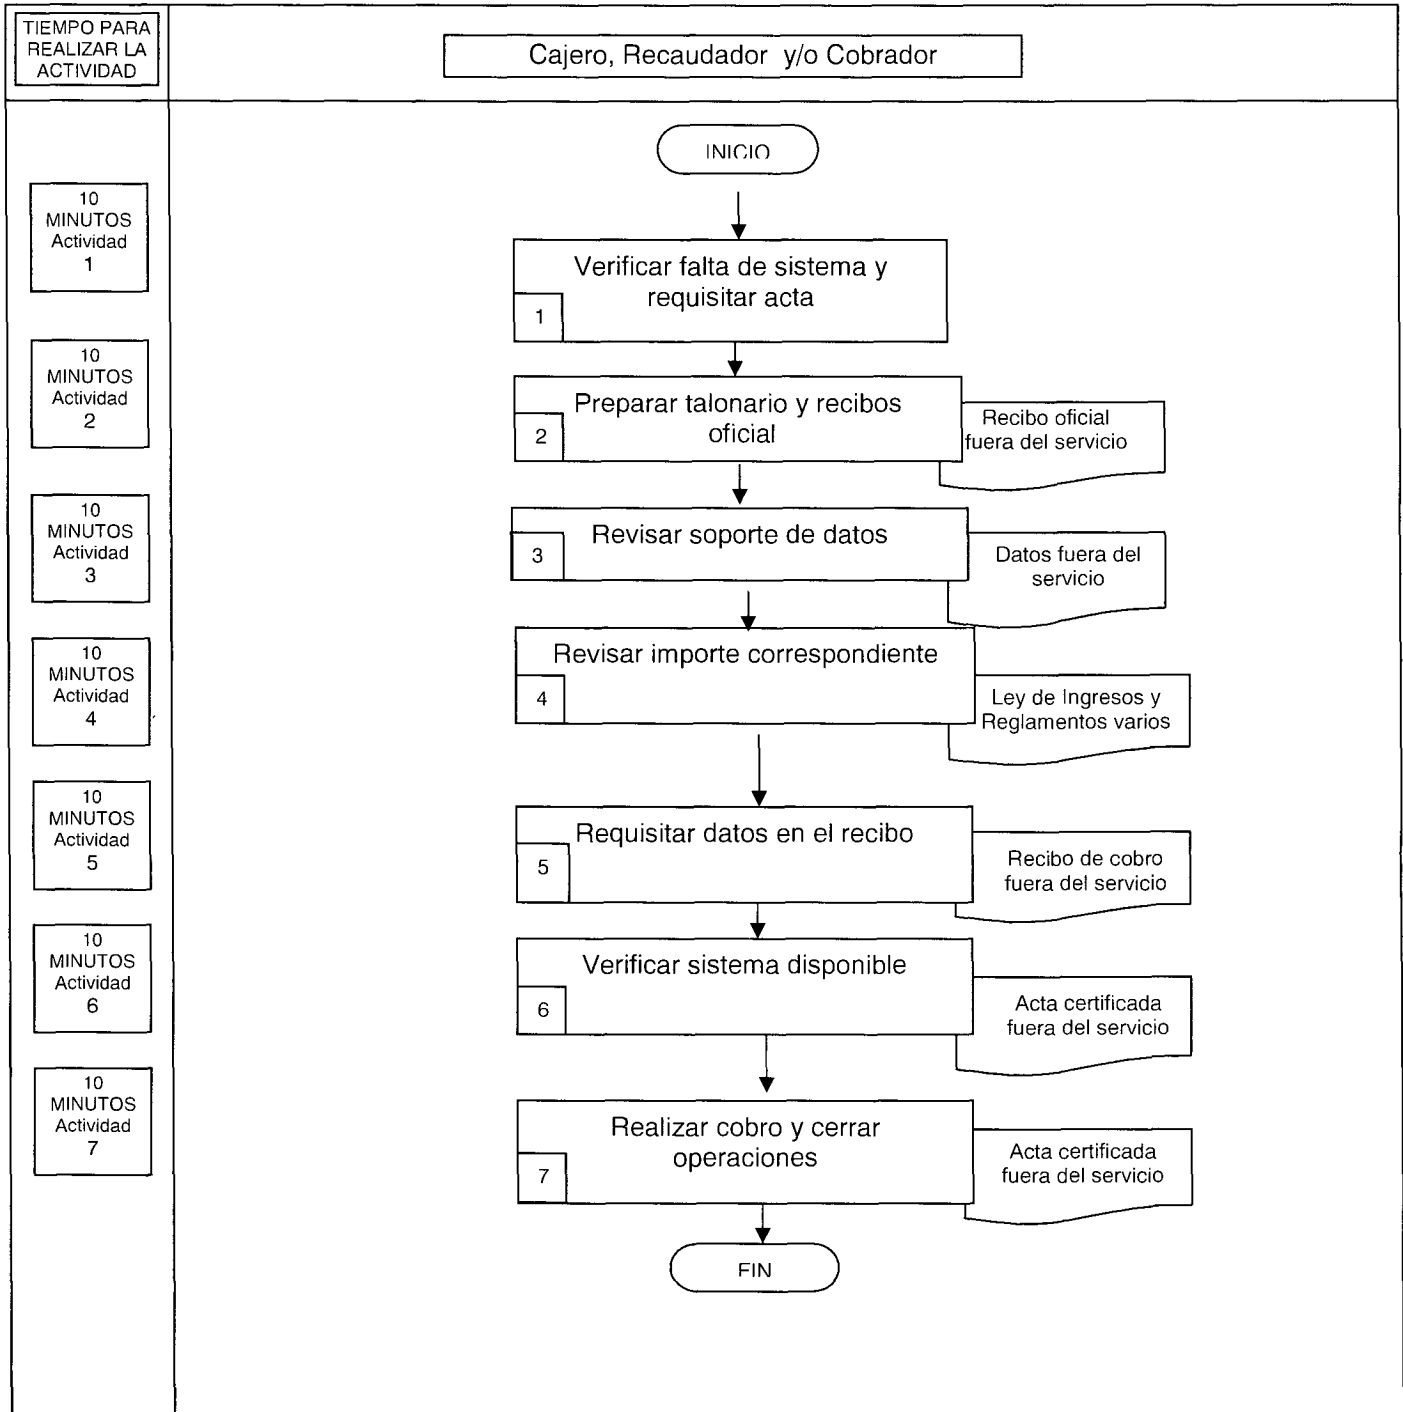 TIEMPO PARA
REALIZAR LA
ACTIVIDAD
Cajero, Recaudador y/o Cobrador
INICIO
10
MINUTOS
Actividad
1
Verificar falta de sistema y
requisitar acta
1
10
MINUTOS
Actividad
2
Preparar talonario y recibos
oficial
2
Recibo oficial
fuera del servicio
10
MINUTOS
Actividad
3
Revisar soporte de datos
3
Datos fuera del
servicio
10
MINUTOS
Actividad
4
Revisar importe correspondiente
4
Ley de Ingresos y
Reglamentos varios
10
MINUTOS
Actividad
5
Requisitar datos en el recibo
5
Recibo de cobro
fuera del servicio
10
MINUTOS
Actividad
6
Verificar sistema disponible
6
Acta certificada
fuera del servicio
10
MINUTOS
Actividad
7
Realizar cobro y cerrar
operaciones
7
Acta certificada
fuera del servicio
FIN